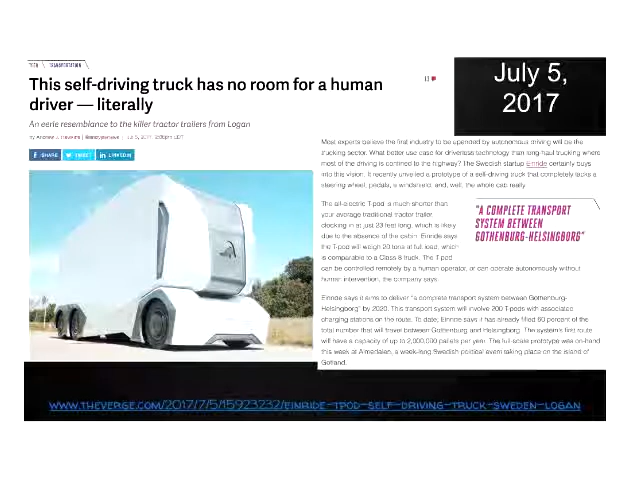 TECH \ TRANSPORTATION
This self-driving truck has no room for a human
driver — literally
An eerie resemblance to the killer tractor trailers from Logan
by Andrew J. Hawkins | @andyjayhawk | Jul 5, 2017,
SHARE TWEET LINKEDIN
July 5,
2017
Most experts believe the first industry to be upended by autonomous driving will be the
trucking sector. What better use case for driverless technology than long-haul trucking where
most of the driving is confined to the highway? The Swedish startup Einride certainly buys
into this vision. It recently unveiled a prototype of a self-driving truck that completely lacks a
steering wheel, pedals, a windshield, and, well, the whole cab really.
The all-electric T-pod is much shorter than
your average traditional tractor trailer,
clocking in at just 23 feet long, which is likely
due to the absence of the cabin. Einride says
the T-pod will weigh 20 tons at full load, which
is comparable to a Class 8 truck. The T-pod
can be controlled remotely by a human operator, or can operate autonomously without
human intervention, the company says.
"A COMPLETE TRANSPORT
SYSTEM BETWEEN
GOTHENBURG-HELSINGBORG"
Einride says it aims to deliver "a complete transport system between Gothenburg-
Helsingborg" by 2020. This transport system will involve 200 T-pods with associated
charging stations on the route. To date, Einride says it has already filled 60 percent of the
total number that will travel between Gothenburg and Helsingborg. The system's first route
will have a capacity of up to 2,000,000 pallets per year. The full-scale prototype was on-hand
this week at Almedalen, a week-long Swedish political event taking place on the island of
Gotland.
WWW.THEVERGE.COM/2017/7/5/15923232/EINRIDE-TPOD-SELF-DRIVING-TRUCK-SWEDEN-LOGAN